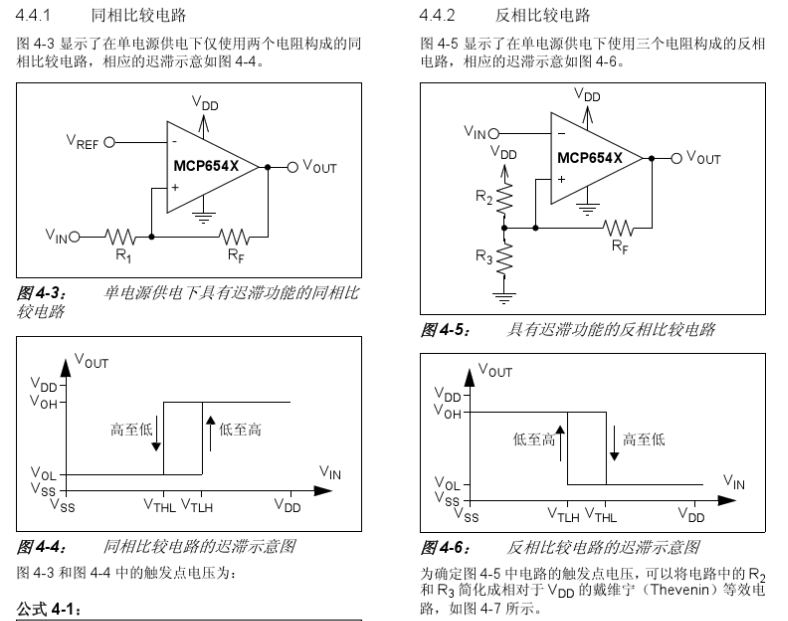 4.4.1 同相比较电路
图 4-3 显示了在单电源供电下仅使用两个电阻构成的同
相比较电路，相应的迟滞示意如图 4-4。
VDD
VREF
-
MCP654X
VOUT
+
VIN
R1
RF
图 4-3： 单电源供电下具有迟滞功能的同相比
较电路
VOUT
VDD
VOH
高至低
低至高
VOL
VSS
VIN
VSS
VTHL VTLH
VDD
图 4-4： 同相比较电路的迟滞示意图
图 4-3 和图 4-4 中的触发点电压为：
公式 4-1：
4.4.2 反相比较电路
图 4-5 显示了在单电源供电下使用三个电阻构成的反相
电路，相应的迟滞示意如图 4-6。
VDD
VIN
−
VDD
MCP654X
VOUT
+
R2
RF
R3
图 4-5： 具有迟滞功能的反相比较电路
VOUT
VDD
VOH
低至高
高至低
VOL
VSS
VIN
VSS
VTLH VTHL
VDD
图 4-6： 反相比较电路的迟滞示意图
为确定图 4-5 中电路的触发点电压，可以将电路中的 R2
和 R3 简化成相对于 VDD 的戴维宁（Thevenin）等效电
路，如图 4-7 所示。